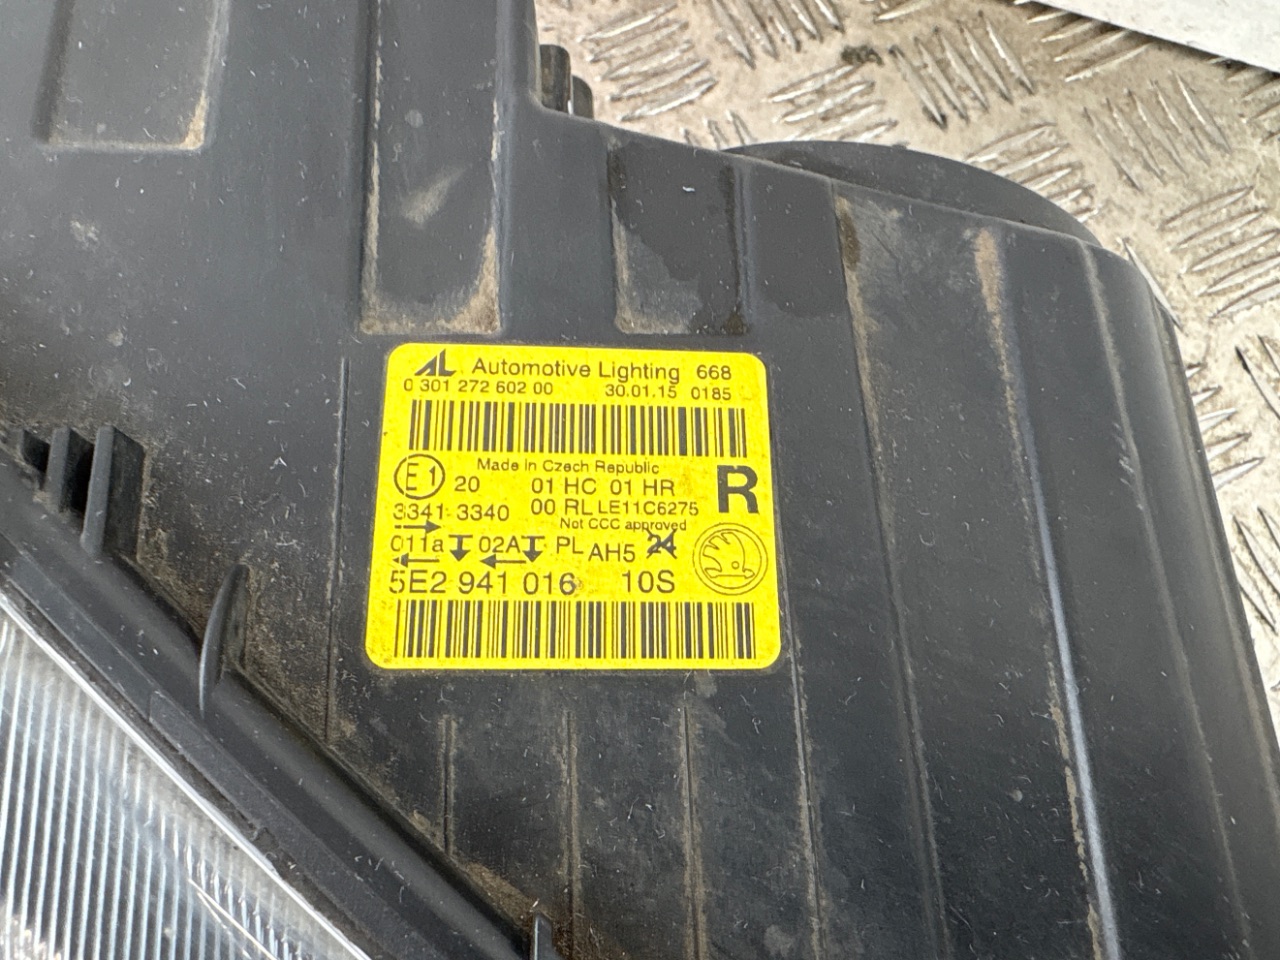 AL Automotive Lighting 668
0 301 272 602 00 30.01.15 0185
Made in Czech Republic
E1 20 01 HC 01 HR R
3341 3340 00 RL LE11C6275
Not CCC approved
011a 02A PL AH5 24
5E2 941 016 10S